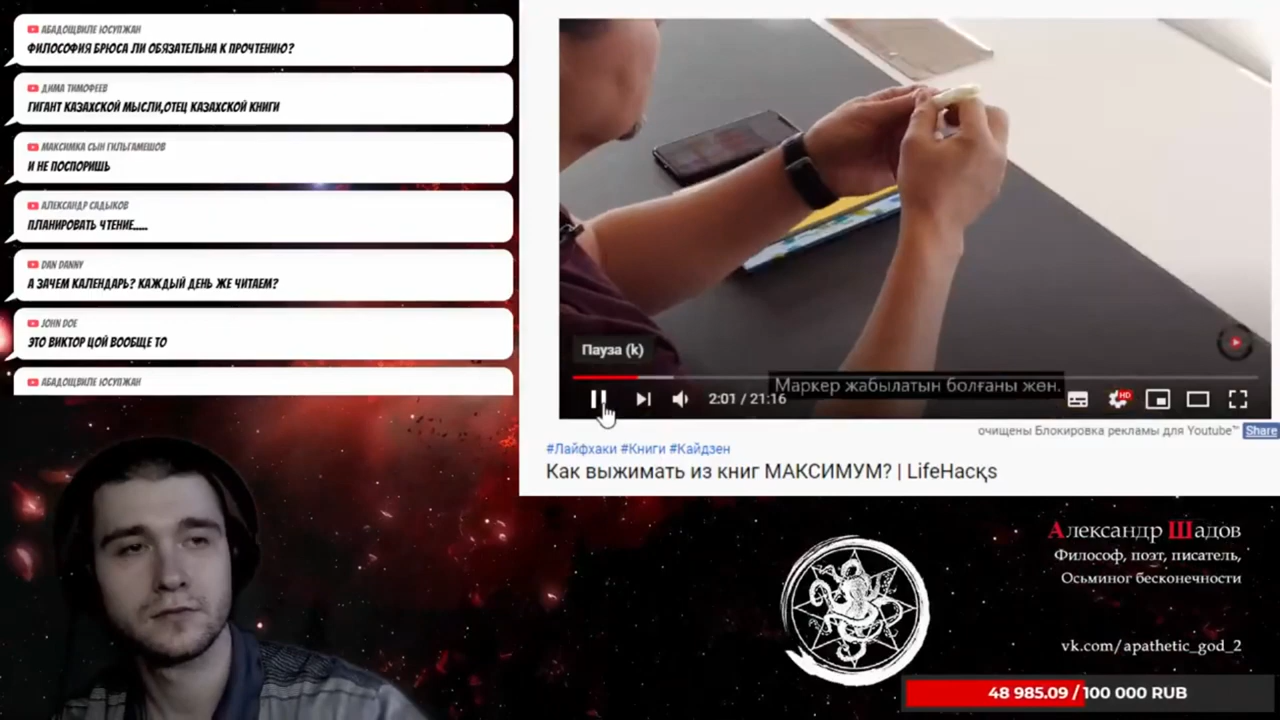 АБАДОЩВИЛЕ ЮСУПЖАН
ФИЛОСОФИЯ БРЮСА ЛИ ОБЯЗАТЕЛЬНА К ПРОЧТЕНИЮ?
ДИМА ТИМОФЕЕВ
ГИГАНТ КАЗАХСКОЙ МЫСЛИ,ОТЕЦ КАЗАХСКОЙ КНИГИ
МАКСИМКА СЫН ГИЛЬГАМЕШОВ
И НЕ ПОСПОРИШЬ
АЛЕКСАНДР САДЫКОВ
ПЛАНИРОВАТЬ ЧТЕНИЕ.....
DAN DANNY
А ЗАЧЕМ КАЛЕНДАРЬ? КАЖДЫЙ ДЕНЬ ЖЕ ЧИТАЕМ?
JOHN DOE
ЭТО ВИКТОР ЦОЙ ВООБЩЕ ТО
АБАДОЩВИЛЕ ЮСУПЖАН
Пауза (k)
Маркер жабылатын болғаны жөн.
2:01 / 21:16
HD
очищены Блокировка рекламы для Youtube™ Share
#Лайфхаки #Книги #Кайдзен
Как выжимать из книг МАКСИМУМ? | LifeHacқs
Александр Шадов
Философ, поэт, писатель,
Осьминог бесконечности
vk.com/apathetic_god_2
48 985.09 / 100 000 RUB